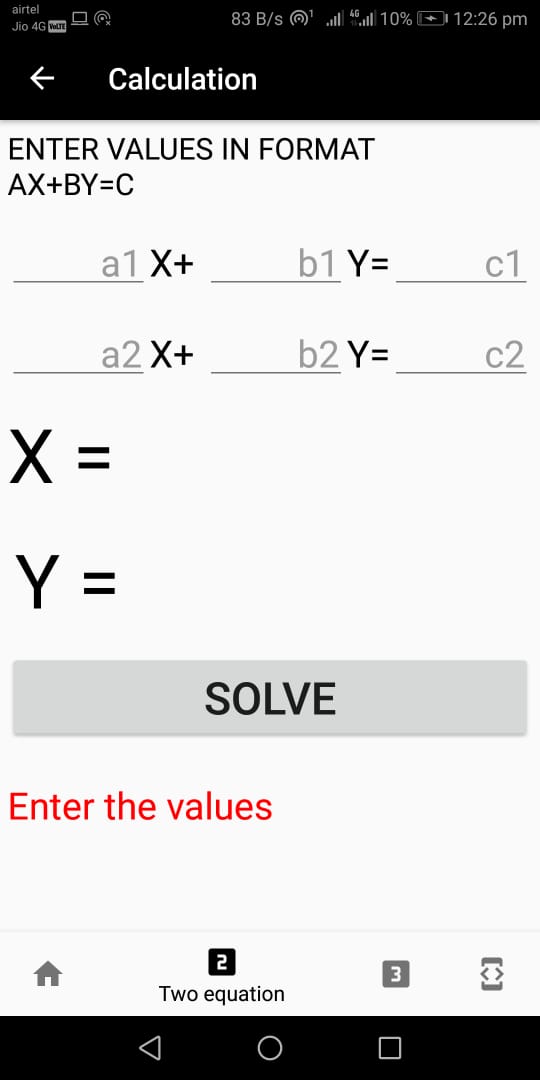 airtel
Jio 4G VoLTE 83 B/s 1 4G 10% 12:26 pm
Calculation
ENTER VALUES IN FORMAT
AX+BY=C
a1 X+ b1 Y= c1
a2 X+ b2 Y= c2
X =
Y =
SOLVE
Enter the values
2 3
Two equation